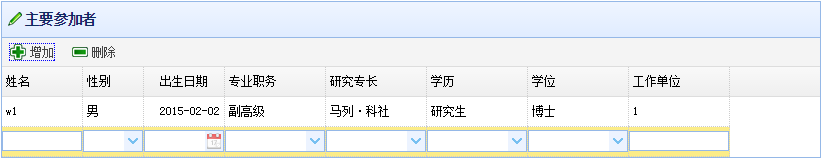 主要参加者
增加 删除
姓名 性别 出生日期 专业职务 研究专长 学历 学位 工作单位
w1 男 2015-02-02 副高级 马列·科社 研究生 博士 1